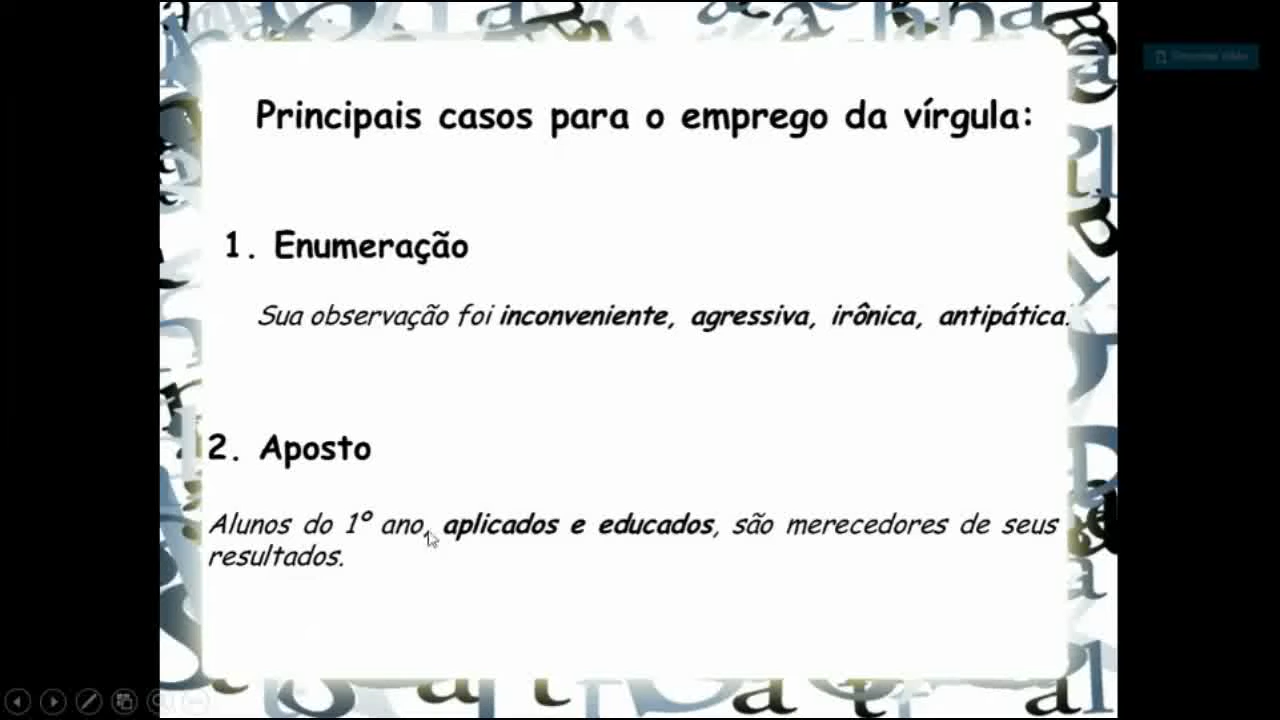 Principais casos para o emprego da vírgula:
1. Enumeração
Sua observação foi inconveniente, agressiva, irônica, antipática.
2. Aposto
Alunos do 1º ano, aplicados e educados, são merecedores de seus
resultados.